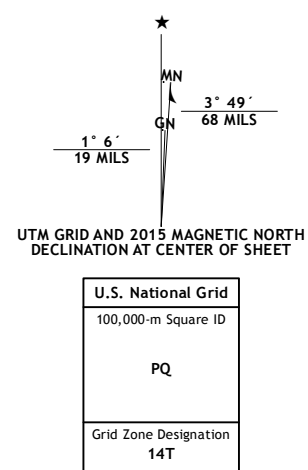 ★
MN
3° 49´
68 MILS
GN
1° 6´
19 MILS
UTM GRID AND 2015 MAGNETIC NORTH
DECLINATION AT CENTER OF SHEET
U.S. National Grid
100,000-m Square ID
PQ
Grid Zone Designation
14T